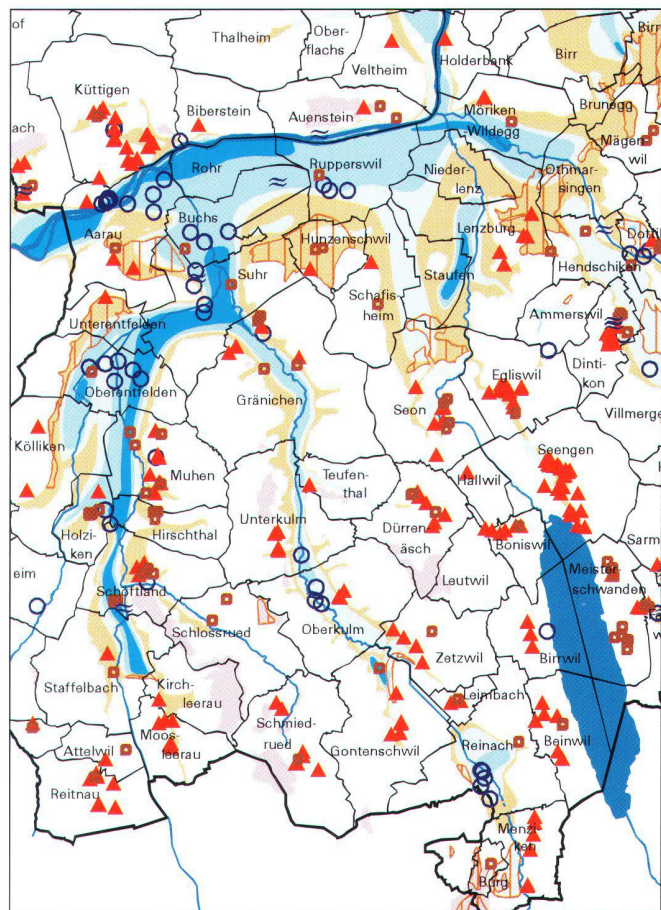 of
Thalheim
Ober-
flachs
Veltheim
Holderbank
Birr
Birr
Küttigen
Biberstein
Auenstein
Möriken
Wildegg
Brunegg
Mägen
wil
ach
Rohr
Rupperswil
Nieder-
lenz
Othmar-
singen
Buchs
Aarau
Hunzenschwil
Lenzburg
Dottik
Hendschiken
Suhr
Staufen
Schafis-
heim
Ammerswil
Unterentfelden
Dinti-
kon
Oberentfelden
Gränichen
Egliswil
Seon
Villmerge
Kölliken
Seengen
Muhen
Teufen-
thal
Hallwil
Unterkulm
Dürren-
äsch
Holzi-
ken
Hirschthal
Boniswil
Sarm
Leutwil
Meister-
schwanden
eim
Schöftland
Fa
w
Schlossrued
Oberkulm
Zetzwil
Birrwil
Staffelbach
Kirch-
leerau
Leimbach
Schmied-
rued
Moos-
leerau
Gontenschwil
Reinach
Beinwil
Attelwil
Reitnau
Menzi-
ken
Burg